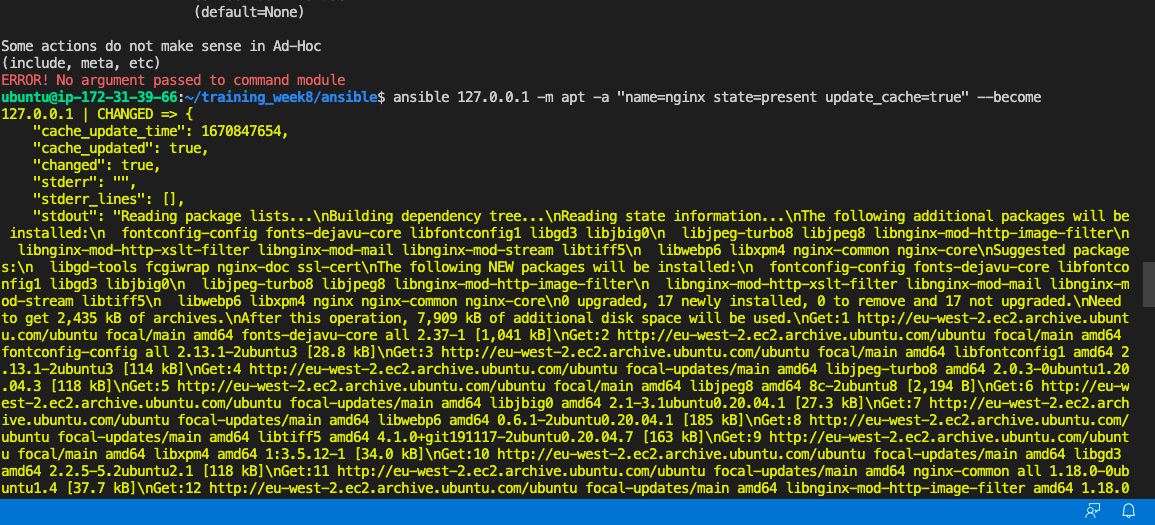 (default=None)
Some actions do not make sense in Ad-Hoc
(include, meta, etc)
ERROR! No argument passed to command module
ubuntu@ip-172-31-39-66:~/training_week8/ansible$ ansible 127.0.0.1 -m apt -a "name=nginx state=present update_cache=true" --become
127.0.0.1 | CHANGED => {
    "cache_update_time": 1670847654,
    "cache_updated": true,
    "changed": true,
    "stderr": "",
    "stderr_lines": [],
    "stdout": "Reading package lists...\nBuilding dependency tree...\nReading state information...\nThe following additional packages will be
 installed:\n  fontconfig-config fonts-dejavu-core libfontconfig1 libgd3 libjbig0\n  libjpeg-turbo8 libjpeg8 libnginx-mod-http-image-filter\n
  libnginx-mod-http-xslt-filter libnginx-mod-mail libnginx-mod-stream libtiff5\n  libwebp6 libxpm4 nginx-common nginx-core\nSuggested package
s:\n  libgd-tools fcgiwrap nginx-doc ssl-cert\nThe following NEW packages will be installed:\n  fontconfig-config fonts-dejavu-core libfontco
nfig1 libgd3 libjbig0\n  libjpeg-turbo8 libjpeg8 libnginx-mod-http-image-filter\n  libnginx-mod-http-xslt-filter libnginx-mod-mail libnginx-m
od-stream libtiff5\n  libwebp6 libxpm4 nginx nginx-common nginx-core\n0 upgraded, 17 newly installed, 0 to remove and 17 not upgraded.\nNeed
to get 2,435 kB of archives.\nAfter this operation, 7,909 kB of additional disk space will be used.\nGet:1 http://eu-west-2.ec2.archive.ubunt
u.com/ubuntu focal/main amd64 fonts-dejavu-core all 2.37-1 [1,041 kB]\nGet:2 http://eu-west-2.ec2.archive.ubuntu.com/ubuntu focal/main amd64
fontconfig-config all 2.13.1-2ubuntu3 [28.8 kB]\nGet:3 http://eu-west-2.ec2.archive.ubuntu.com/ubuntu focal/main amd64 libfontconfig1 amd64 2
.13.1-2ubuntu3 [114 kB]\nGet:4 http://eu-west-2.ec2.archive.ubuntu.com/ubuntu focal-updates/main amd64 libjpeg-turbo8 amd64 2.0.3-0ubuntu1.20
.04.3 [118 kB]\nGet:5 http://eu-west-2.ec2.archive.ubuntu.com/ubuntu focal/main amd64 libjpeg8 amd64 8c-2ubuntu8 [2,194 B]\nGet:6 http://eu-w
est-2.ec2.archive.ubuntu.com/ubuntu focal-updates/main amd64 libjbig0 amd64 2.1-3.1ubuntu0.20.04.1 [27.3 kB]\nGet:7 http://eu-west-2.ec2.arch
ive.ubuntu.com/ubuntu focal-updates/main amd64 libwebp6 amd64 0.6.1-2ubuntu0.20.04.1 [185 kB]\nGet:8 http://eu-west-2.ec2.archive.ubuntu.com/
ubuntu focal-updates/main amd64 libtiff5 amd64 4.1.0+git191117-2ubuntu0.20.04.7 [163 kB]\nGet:9 http://eu-west-2.ec2.archive.ubuntu.com/ubunt
u focal/main amd64 libxpm4 amd64 1:3.5.12-1 [34.0 kB]\nGet:10 http://eu-west-2.ec2.archive.ubuntu.com/ubuntu focal-updates/main amd64 libgd3
amd64 2.2.5-5.2ubuntu2.1 [118 kB]\nGet:11 http://eu-west-2.ec2.archive.ubuntu.com/ubuntu focal-updates/main amd64 nginx-common all 1.18.0-0ub
untu1.4 [37.7 kB]\nGet:12 http://eu-west-2.ec2.archive.ubuntu.com/ubuntu focal-updates/main amd64 libnginx-mod-http-image-filter amd64 1.18.0